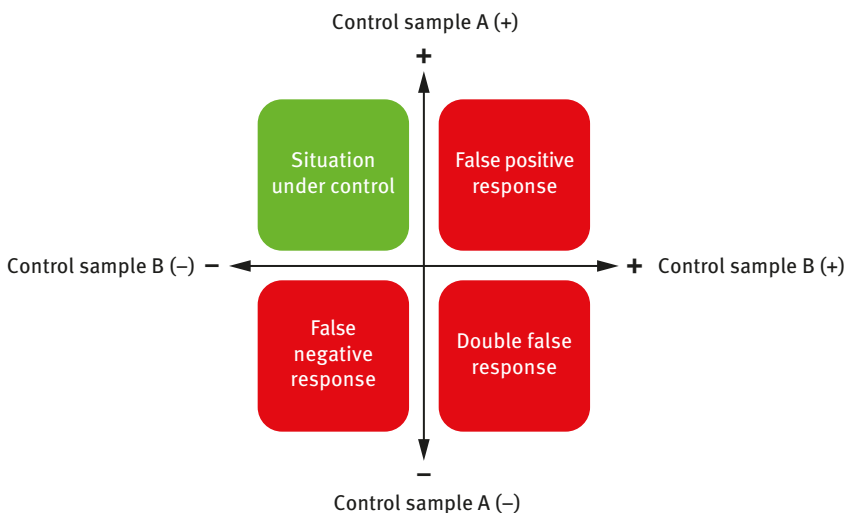 Control sample A (+)
+
Situation
under control
False positive
response
Control sample B (–) –
+ Control sample B (+)
False
negative
response
Double false
response
–
Control sample A (–)